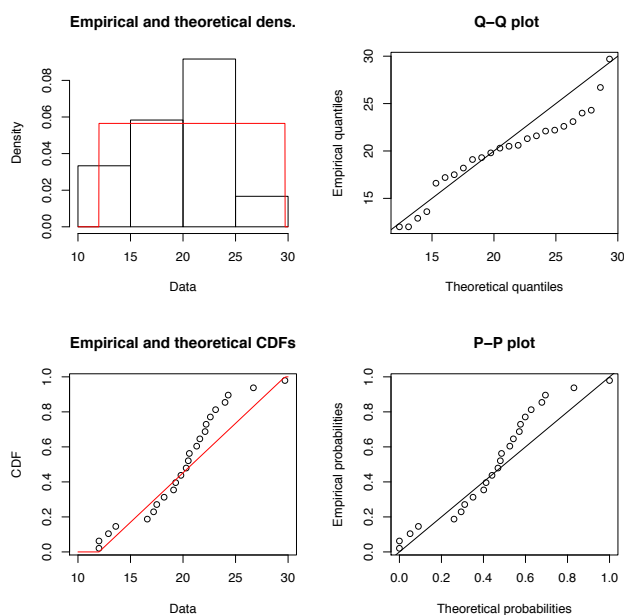 Empirical and theoretical dens.
Density
0.00 0.02 0.04 0.06 0.08
10 15 20 25 30
Data
Q–Q plot
Empirical quantiles
15 20 25 30
15 20 25 30
Theoretical quantiles
Empirical and theoretical CDFs
CDF
0.0 0.2 0.4 0.6 0.8 1.0
10 15 20 25 30
Data
P–P plot
Empirical probabilities
0.0 0.2 0.4 0.6 0.8 1.0
0.0 0.2 0.4 0.6 0.8 1.0
Theoretical probabilities